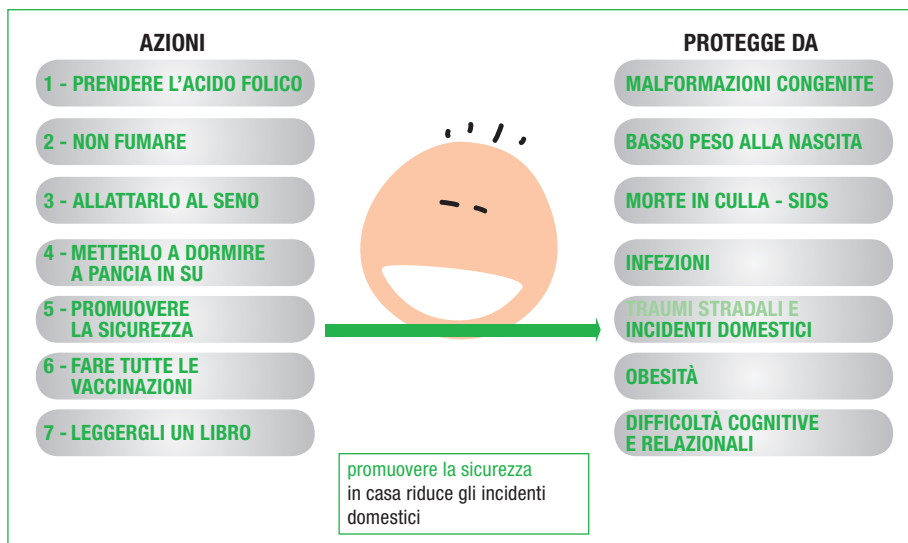 AZIONI
1 - PRENDERE L'ACIDO FOLICO
2 - NON FUMARE
3 - ALLATTARLO AL SENO
4 - METTERLO A DORMIRE
A PANCIA IN SU
5 - PROMUOVERE
LA SICUREZZA
6 - FARE TUTTE LE
VACCINAZIONI
7 - LEGGERGLI UN LIBRO
PROTEGGE DA
MALFORMAZIONI CONGENITE
BASSO PESO ALLA NASCITA
MORTE IN CULLA - SIDS
INFEZIONI
TRAUMI STRADALI E
INCIDENTI DOMESTICI
OBESITÀ
DIFFICOLTÀ COGNITIVE
E RELAZIONALI
promuovere la sicurezza
in casa riduce gli incidenti
domestici